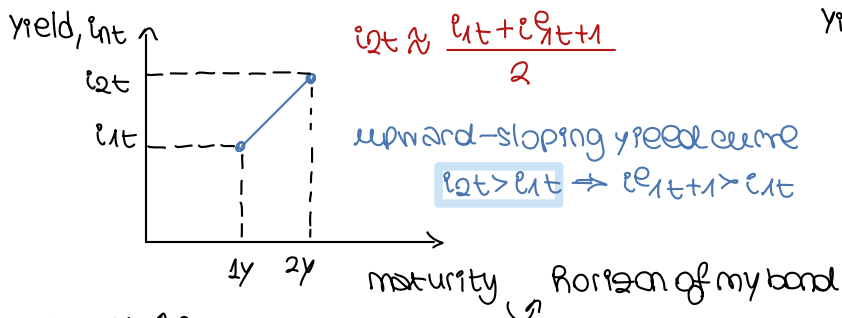 yield, iₙt
i₂t ≈ (i₁t + iᵉ₁t+1) / 2
i₂t
i₁t
upward-sloping yield curve
i₂t > i₁t ⇒ iᵉ₁t+1 > i₁t
1y 2y
maturity horizon of my bond